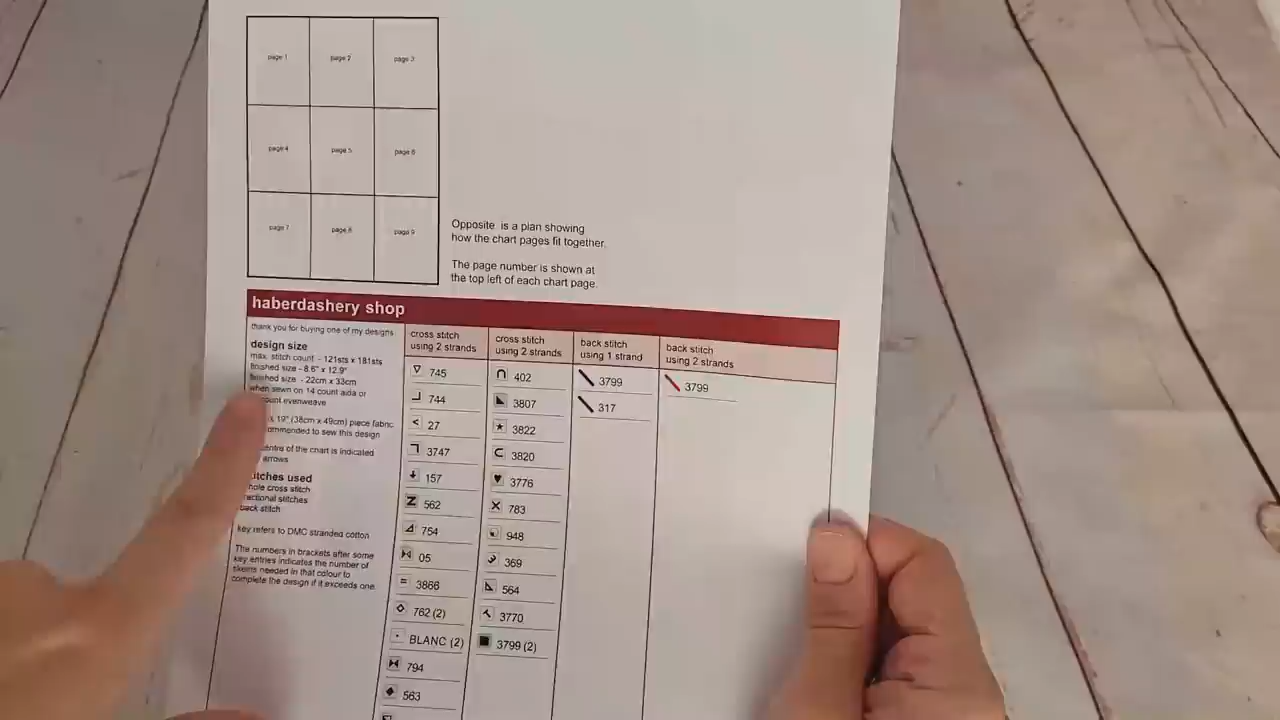 page 1
page 2
page 3
page 4
page 5
page 6
page 7
page 8
page 9
Opposite is a plan showing
how the chart pages fit together.
The page number is shown at
the top left of each chart page.
haberdashery shop
thank you for buying one of my designs
design size
max. stitch count - 121sts x 181sts
finished size - 8.6" x 12.9"
finished size - 22cm x 33cm
when sewn on 14 count aida or
count evenweave
19" (38cm x 49cm) piece fabric
to sew this design
of the chart is indicated
arrows
used
whole cross stitch
stitches
back stitch
key refers to DMC stranded cotton
The numbers in brackets after some
key entries indicates the number of
skeins needed in that colour to
complete the design if it exceeds one.
cross stitch
using 2 strands
745
744
27
3747
157
562
754
05
3866
762 (2)
BLANC (2)
794
563
cross stitch
using 2 strands
402
3807
3822
3820
3776
783
948
369
564
3770
3799 (2)
back stitch
using 1 strand
3799
317
back stitch
using 2 strands
3799